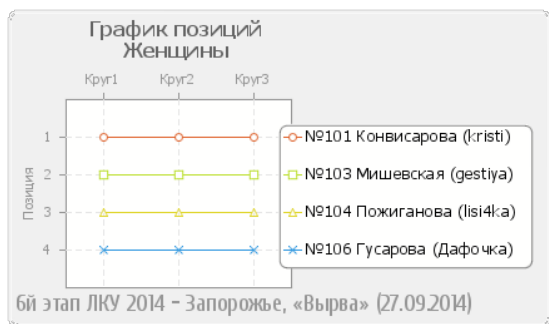 График позиций
Женщины
Круг1 Круг2 Круг3
Позиция
1
2
3
4
№101 Конвисарова (kristi)
№103 Мишевская (gestiya)
№104 Пожиганова (lisi4ka)
№106 Гусарова (Дафочка)
6й этап ЛКУ 2014 - Запорожье, «Вырва» (27.09.2014)